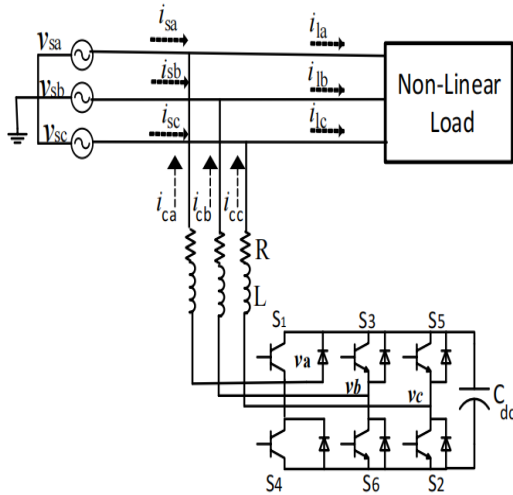 isa
ila
vsa
vsb
isb
ilb
Non-Linear
Load
vsc
isc
ilc
ica
icb
icc
R
L
S1
S3
S5
va
vb
vc
Cdc
S4
S6
S2